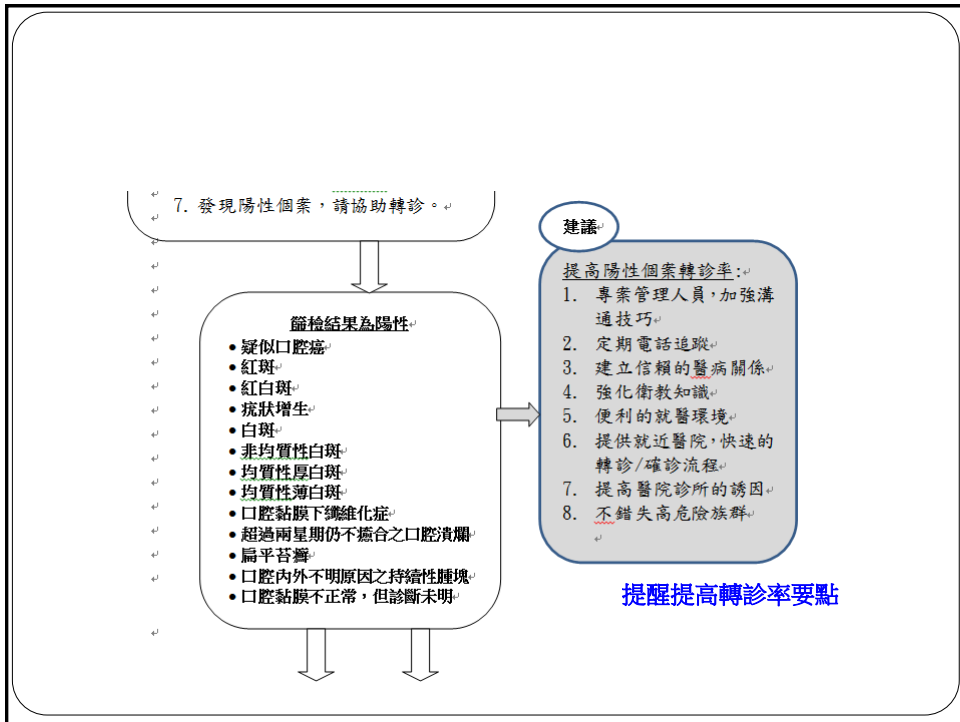 7. 發現陽性個案，請協助轉診。
篩檢結果為陽性
• 疑似口腔癌
• 紅斑
• 紅白斑
• 疣狀增生
• 白斑
• 非均質性白斑
• 均質性厚白斑
• 均質性薄白斑
• 口腔黏膜下纖維化症
• 超過兩星期仍不癒合之口腔潰爛
• 扁平苔癬
• 口腔內外不明原因之持續性腫塊
• 口腔黏膜不正常，但診斷未明
建議
提高陽性個案轉診率:
1. 專案管理人員,加強溝
通技巧
2. 定期電話追蹤
3. 建立信賴的醫病關係
4. 強化衛教知識
5. 便利的就醫環境
6. 提供就近醫院,快速的
轉診/確診流程
7. 提高醫院診所的誘因
8. 不錯失高危險族群
提醒提高轉診率要點